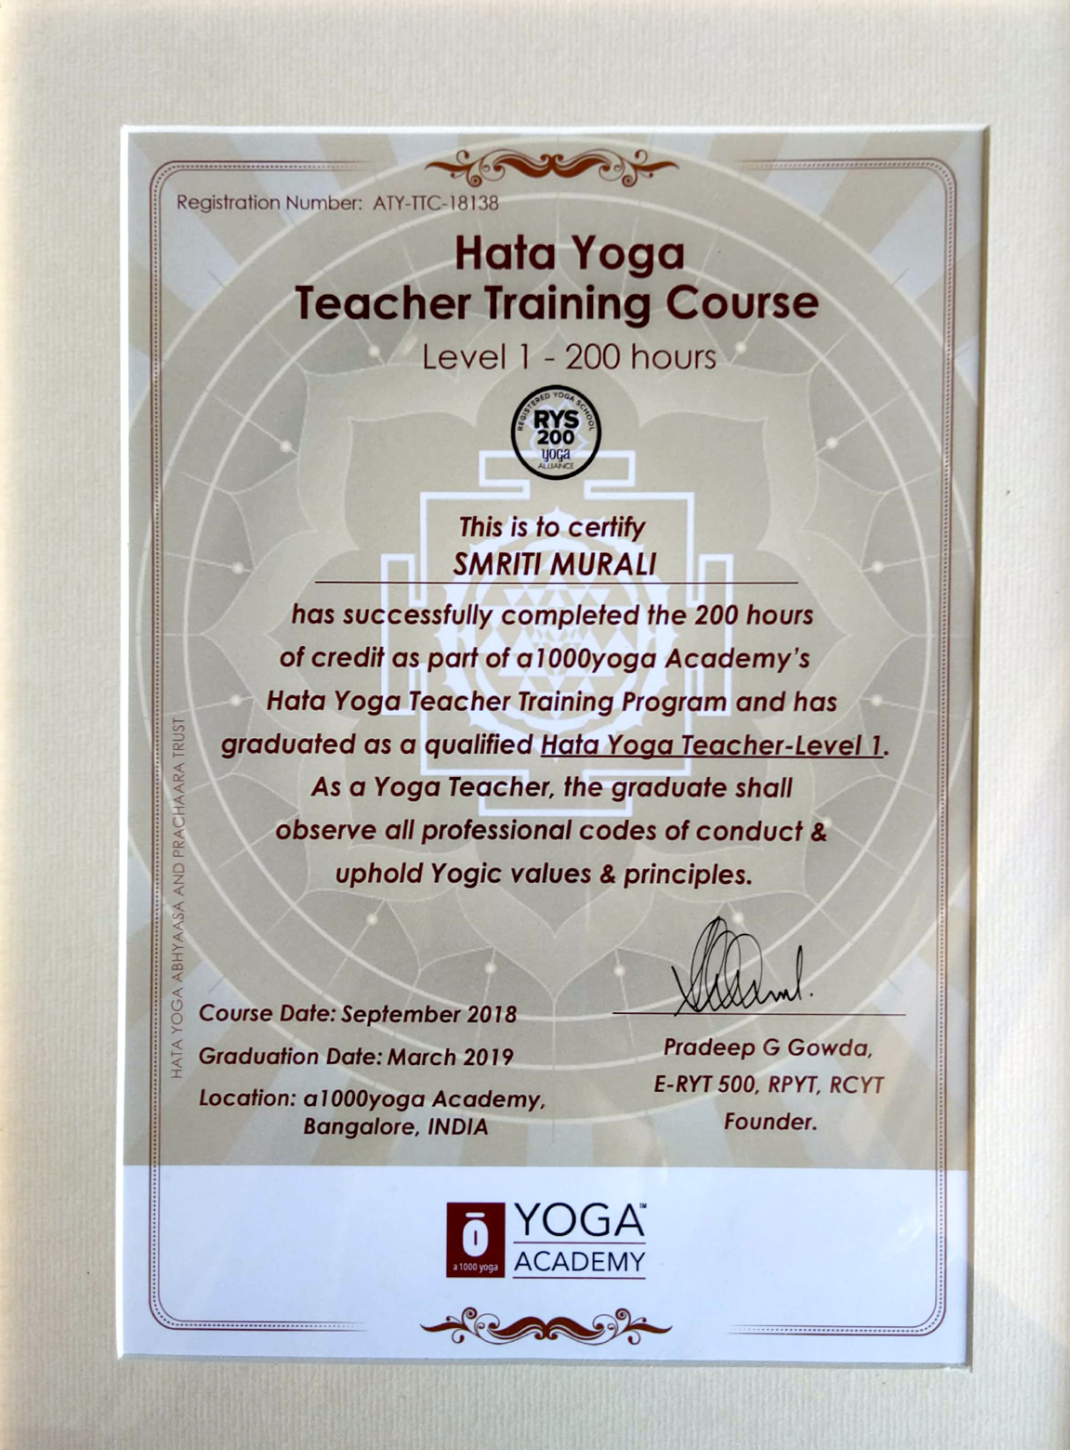 Registration Number: ATY-TTC-18138
Hata Yoga
Teacher Training Course
Level 1 - 200 hours
REGISTERED YOGA SCHOOL
RYS
200
yoga
ALLIANCE
This is to certify
SMRITI MURALI
has successfully completed the 200 hours
of credit as part of a1000yoga Academy's
Hata Yoga Teacher Training Program and has
graduated as a qualified Hata Yoga Teacher-Level 1.
As a Yoga Teacher, the graduate shall
observe all professional codes of conduct &
uphold Yogic values & principles.
HATA YOGA ABHYAASA AND PRACHAARA TRUST
Course Date: September 2018
Graduation Date: March 2019
Location: a1000yoga Academy,
Bangalore, INDIA
Pradeep G Gowda,
E-RYT 500, RPYT, RCYT
Founder.
a 1000 yoga
YOGA™
ACADEMY